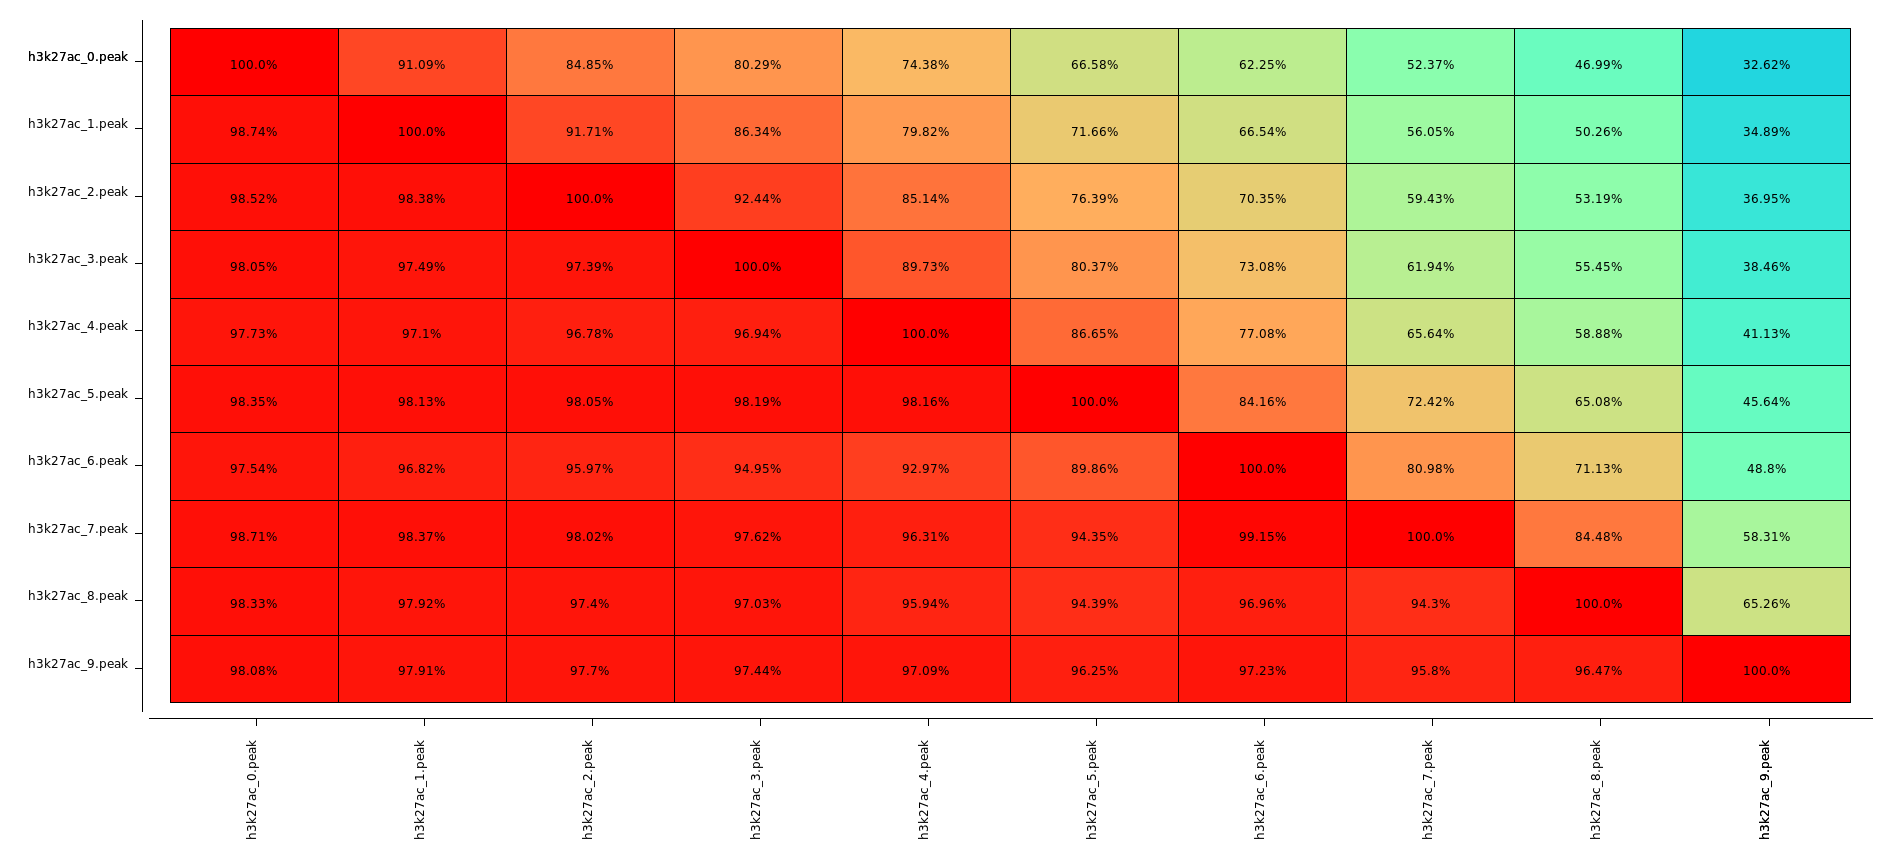 h3k27ac_0.peak 100.0% 91.09% 84.85% 80.29% 74.38% 66.58% 62.25% 52.37% 46.99% 32.62%
h3k27ac_1.peak 98.74% 100.0% 91.71% 86.34% 79.82% 71.66% 66.54% 56.05% 50.26% 34.89%
h3k27ac_2.peak 98.52% 98.38% 100.0% 92.44% 85.14% 76.39% 70.35% 59.43% 53.19% 36.95%
h3k27ac_3.peak 98.05% 97.49% 97.39% 100.0% 89.73% 80.37% 73.08% 61.94% 55.45% 38.46%
h3k27ac_4.peak 97.73% 97.1% 96.78% 96.94% 100.0% 86.65% 77.08% 65.64% 58.88% 41.13%
h3k27ac_5.peak 98.35% 98.13% 98.05% 98.19% 98.16% 100.0% 84.16% 72.42% 65.08% 45.64%
h3k27ac_6.peak 97.54% 96.82% 95.97% 94.95% 92.97% 89.86% 100.0% 80.98% 71.13% 48.8%
h3k27ac_7.peak 98.71% 98.37% 98.02% 97.62% 96.31% 94.35% 99.15% 100.0% 84.48% 58.31%
h3k27ac_8.peak 98.33% 97.92% 97.4% 97.03% 95.94% 94.39% 96.96% 94.3% 100.0% 65.26%
h3k27ac_9.peak 98.08% 97.91% 97.7% 97.44% 97.09% 96.25% 97.23% 95.8% 96.47% 100.0%
h3k27ac_0.peak
h3k27ac_1.peak
h3k27ac_2.peak
h3k27ac_3.peak
h3k27ac_4.peak
h3k27ac_5.peak
h3k27ac_6.peak
h3k27ac_7.peak
h3k27ac_8.peak
h3k27ac_9.peak